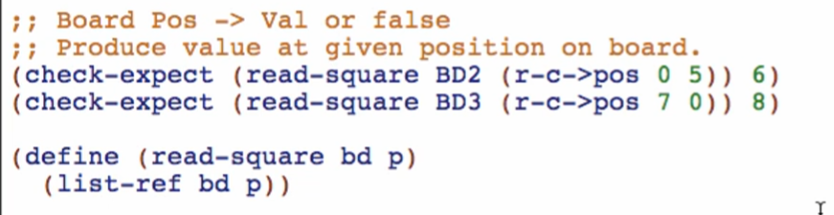 ;; Board Pos -> Val or false
;; Produce value at given position on board.
(check-expect (read-square BD2 (r-c->pos 0 5)) 6)
(check-expect (read-square BD3 (r-c->pos 7 0)) 8)
(define (read-square bd p)
(list-ref bd p))